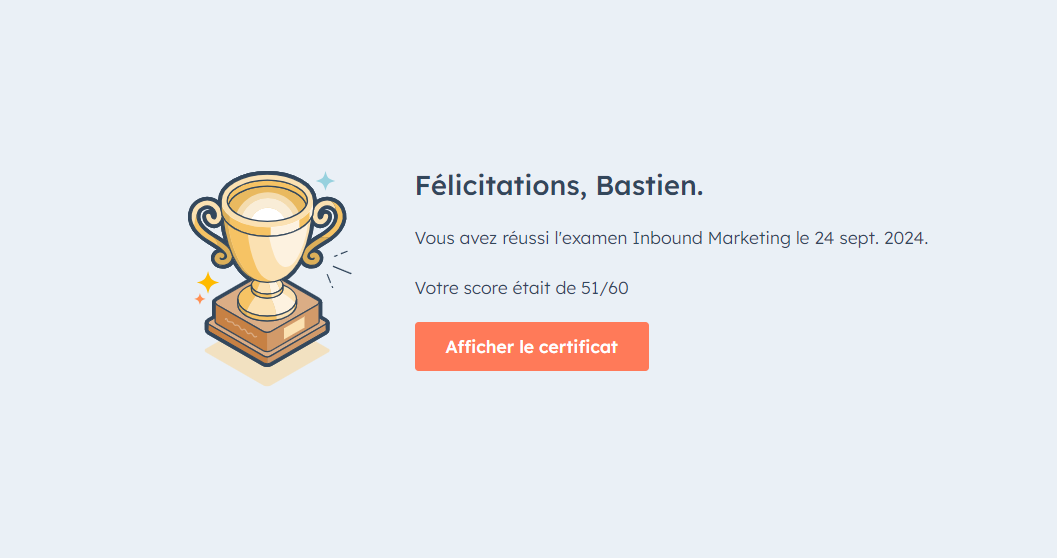 Félicitations, Bastien.
Vous avez réussi l'examen Inbound Marketing le 24 sept. 2024.
Votre score était de 51/60
Afficher le certificat